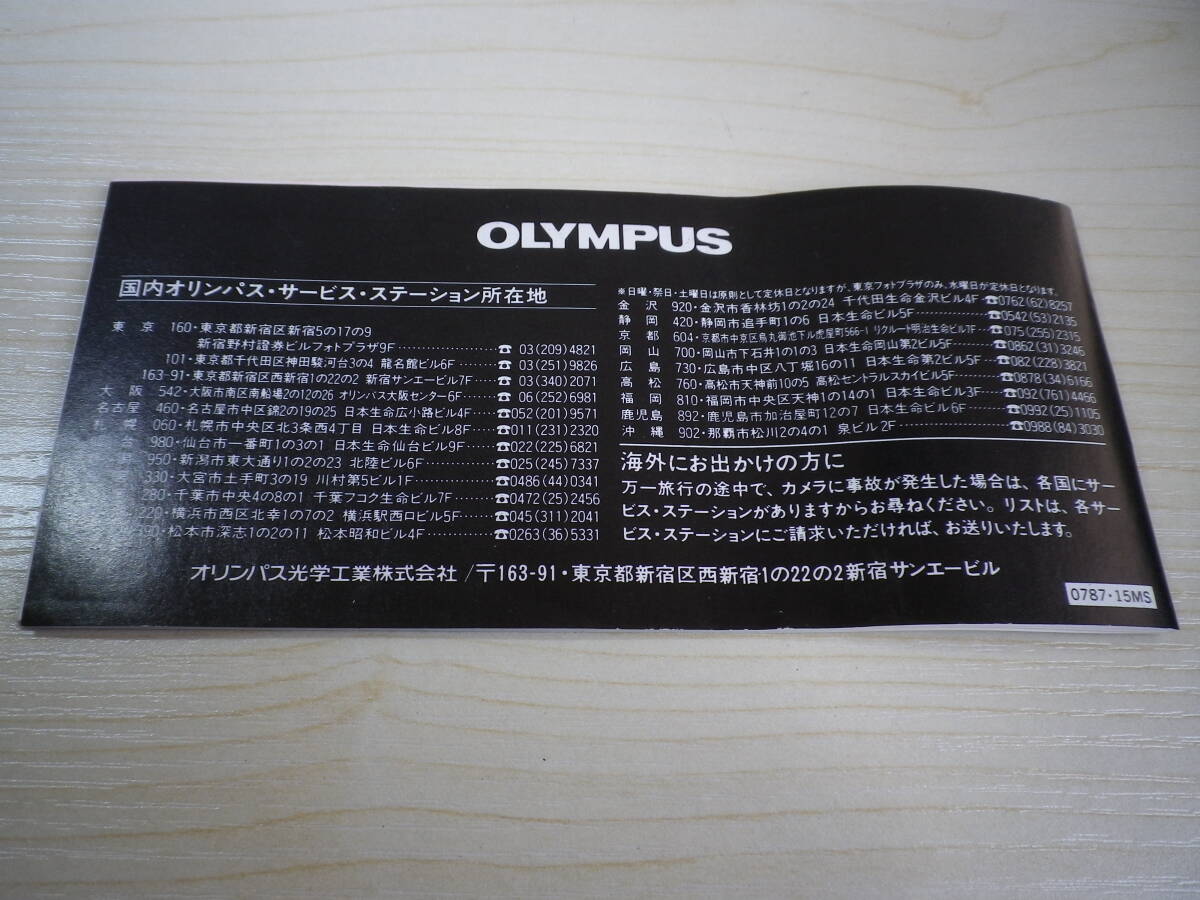 OLYMPUS
国内オリンパス・サービス・ステーション所在地
東京 160・東京都新宿区新宿5の17の9
新宿野村證券ビルフォトプラザ9F…☎03(209)4821
101・東京都千代田区神田駿河台3の4 龍名館ビル6F…☎03(251)9826
163-91・東京都新宿区西新宿1の22の2 新宿サンエービル7F…☎03(340)2071
大阪 542・大阪市南区南船場2の12の26 オリンパス大阪センター6F…☎06(252)6981
名古屋 460・名古屋市中区錦2の19の25 日本生命広小路ビル4F…☎052(201)9571
札幌 060・札幌市中央区北3条西4丁目 日本生命ビル8F…☎011(231)2320
台 980・仙台市一番町1の3の1 日本生命仙台ビル9F…☎022(225)6821
950・新潟市東大通り1の2の23 北陸ビル6F…☎025(245)7337
330・大宮市土手町3の19 川村第5ビル1F…☎0486(44)0341
280・千葉市中央4の8の1 千葉フコク生命ビル7F…☎0472(25)2456
220・横浜市西区北幸1の7の2 横浜駅西口ビル5F…☎045(311)2041
390・松本市深志1の2の11 松本昭和ビル4F…☎0263(36)5331
※日曜・祭日・土曜日は原則として定休日となりますが、東京フォトプラザのみ、水曜日が定休日となります。
金沢 920・金沢市香林坊1の2の24 千代田生命金沢ビル4F・☎0762(62)8257
静岡 420・静岡市追手町1の6 日本生命ビル5F…☎0542(53)2135
京都 604・京都市中京区烏丸御池下ル虎屋町566-1 リクルート明治生命ビル7F…☎075(256)2315
岡山 700・岡山市下石井1の1の3 日本生命岡山第2ビル5F…☎0862(31)3246
広島 730・広島市中区八丁堀16の11 日本生命第2ビル5F…☎082(228)3821
高松 760・高松市天神前10の5 高松セントラルスカイビル5F…☎0878(34)6166
福岡 810・福岡市中央区天神1の14の1 日本生命ビル3F…☎092(761)4466
鹿児島 892・鹿児島市加治屋町12の7 日本生命ビル6F…☎0992(25)1105
沖縄 902・那覇市松川2の4の1 泉ビル2F…☎0988(84)3030
海外にお出かけの方に
万一旅行の途中で、カメラに事故が発生した場合は、各国にサー
ビス・ステーションがありますからお尋ねください。リストは、各サー
ビス・ステーションにご請求いただければ、お送りいたします。
オリンパス光学工業株式会社/〒163-91・東京都新宿区西新宿1の22の2新宿サンエービル
0787・15MS